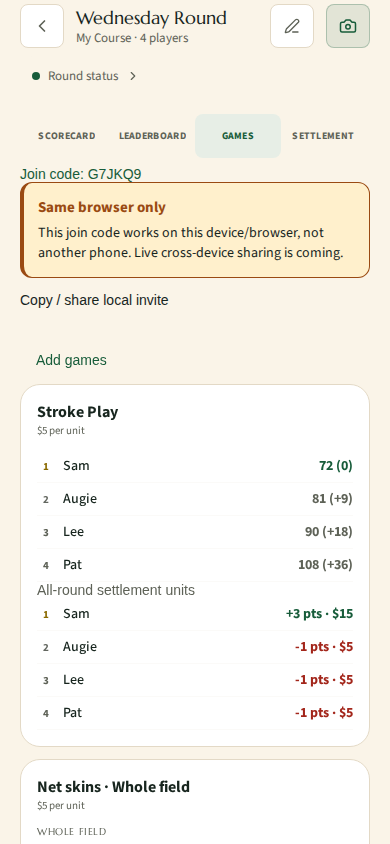 Wednesday Round
My Course · 4 players
Round status
SCORECARD LEADERBOARD GAMES SETTLEMENT
Join code: G7JKQ9
Same browser only
This join code works on this device/browser, not
another phone. Live cross-device sharing is coming.
Copy / share local invite
Add games
Stroke Play
$5 per unit
1 Sam 72 (0)
2 Augie 81 (+9)
3 Lee 90 (+18)
4 Pat 108 (+36)
All-round settlement units
1 Sam +3 pts · $15
2 Augie -1 pts · $5
3 Lee -1 pts · $5
4 Pat -1 pts · $5
Net skins · Whole field
$5 per unit
WHOLE FIELD